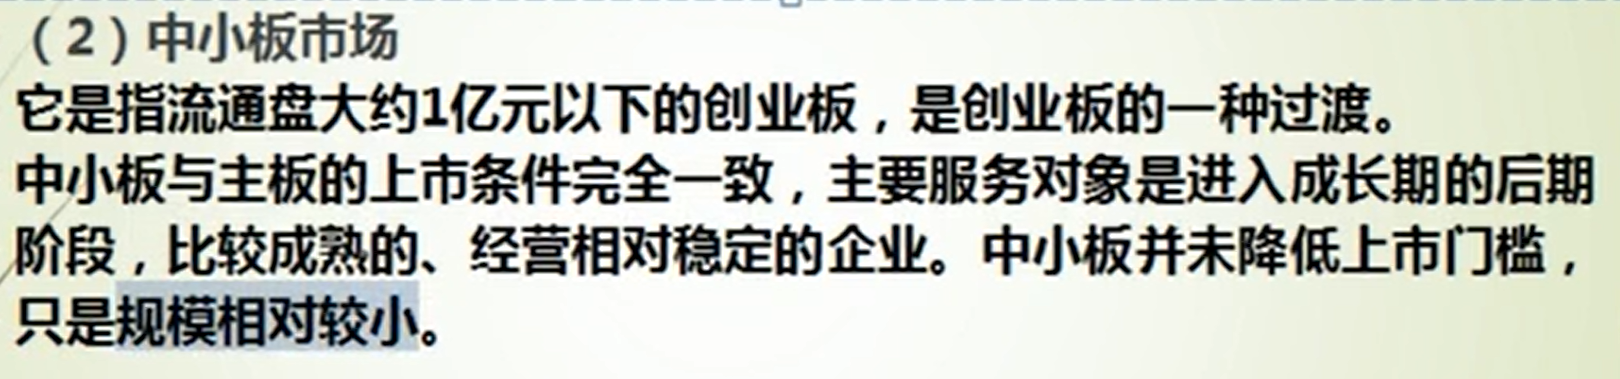 （2）中小板市场
它是指流通盘大约1亿元以下的创业板，是创业板的一种过渡。
中小板与主板的上市条件完全一致，主要服务对象是进入成长期的后期
阶段，比较成熟的、经营相对稳定的企业。中小板并未降低上市门槛，
只是规模相对较小。